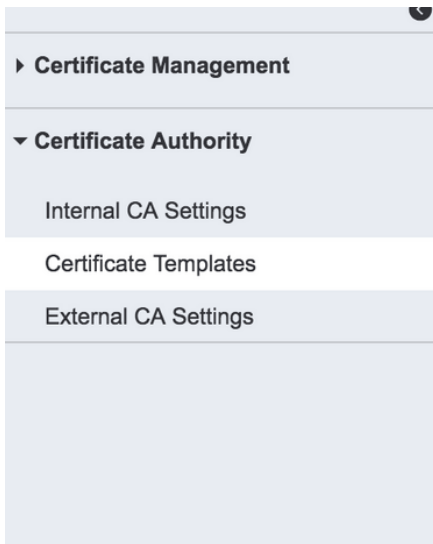 Certificate Management
Certificate Authority
Internal CA Settings
Certificate Templates
External CA Settings